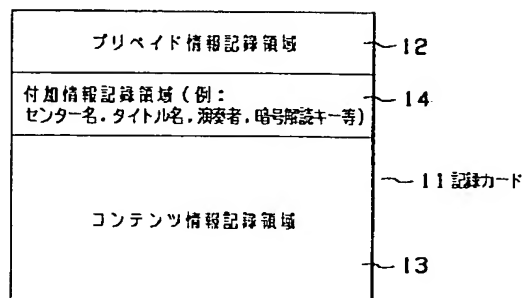 プリペイド情報記録領域
12
付加情報記録領域(例:
センター名,タイトル名,演奏者,暗号解読キー等)
14
11 記録カード
コンテンツ情報記録領域
13